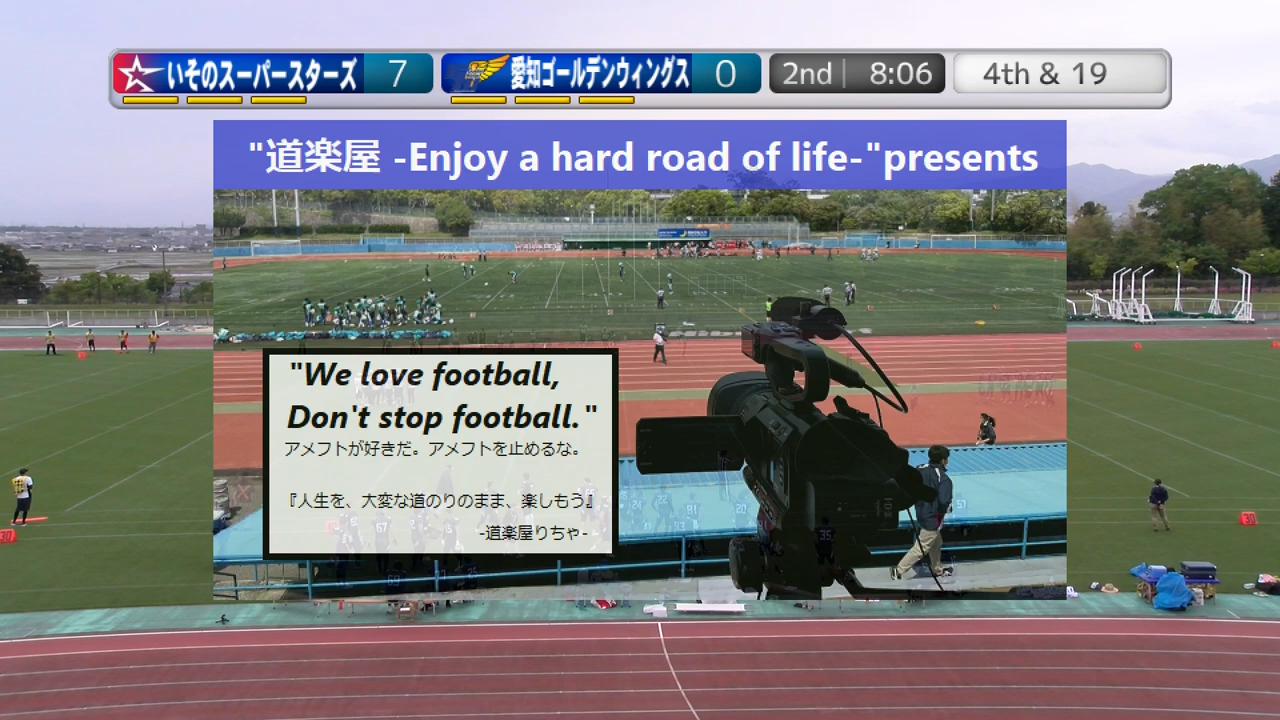 いそのスーパースターズ 7 愛知ゴールデンウィングス 0 2nd 8:06 4th & 19
"道楽屋 -Enjoy a hard road of life-"presents
"We love football,
Don't stop football."
アメフトが好きだ。アメフトを止めるな。
『人生を、大変な道のりのまま、楽しもう』
-道楽屋りちゃ-
30
30